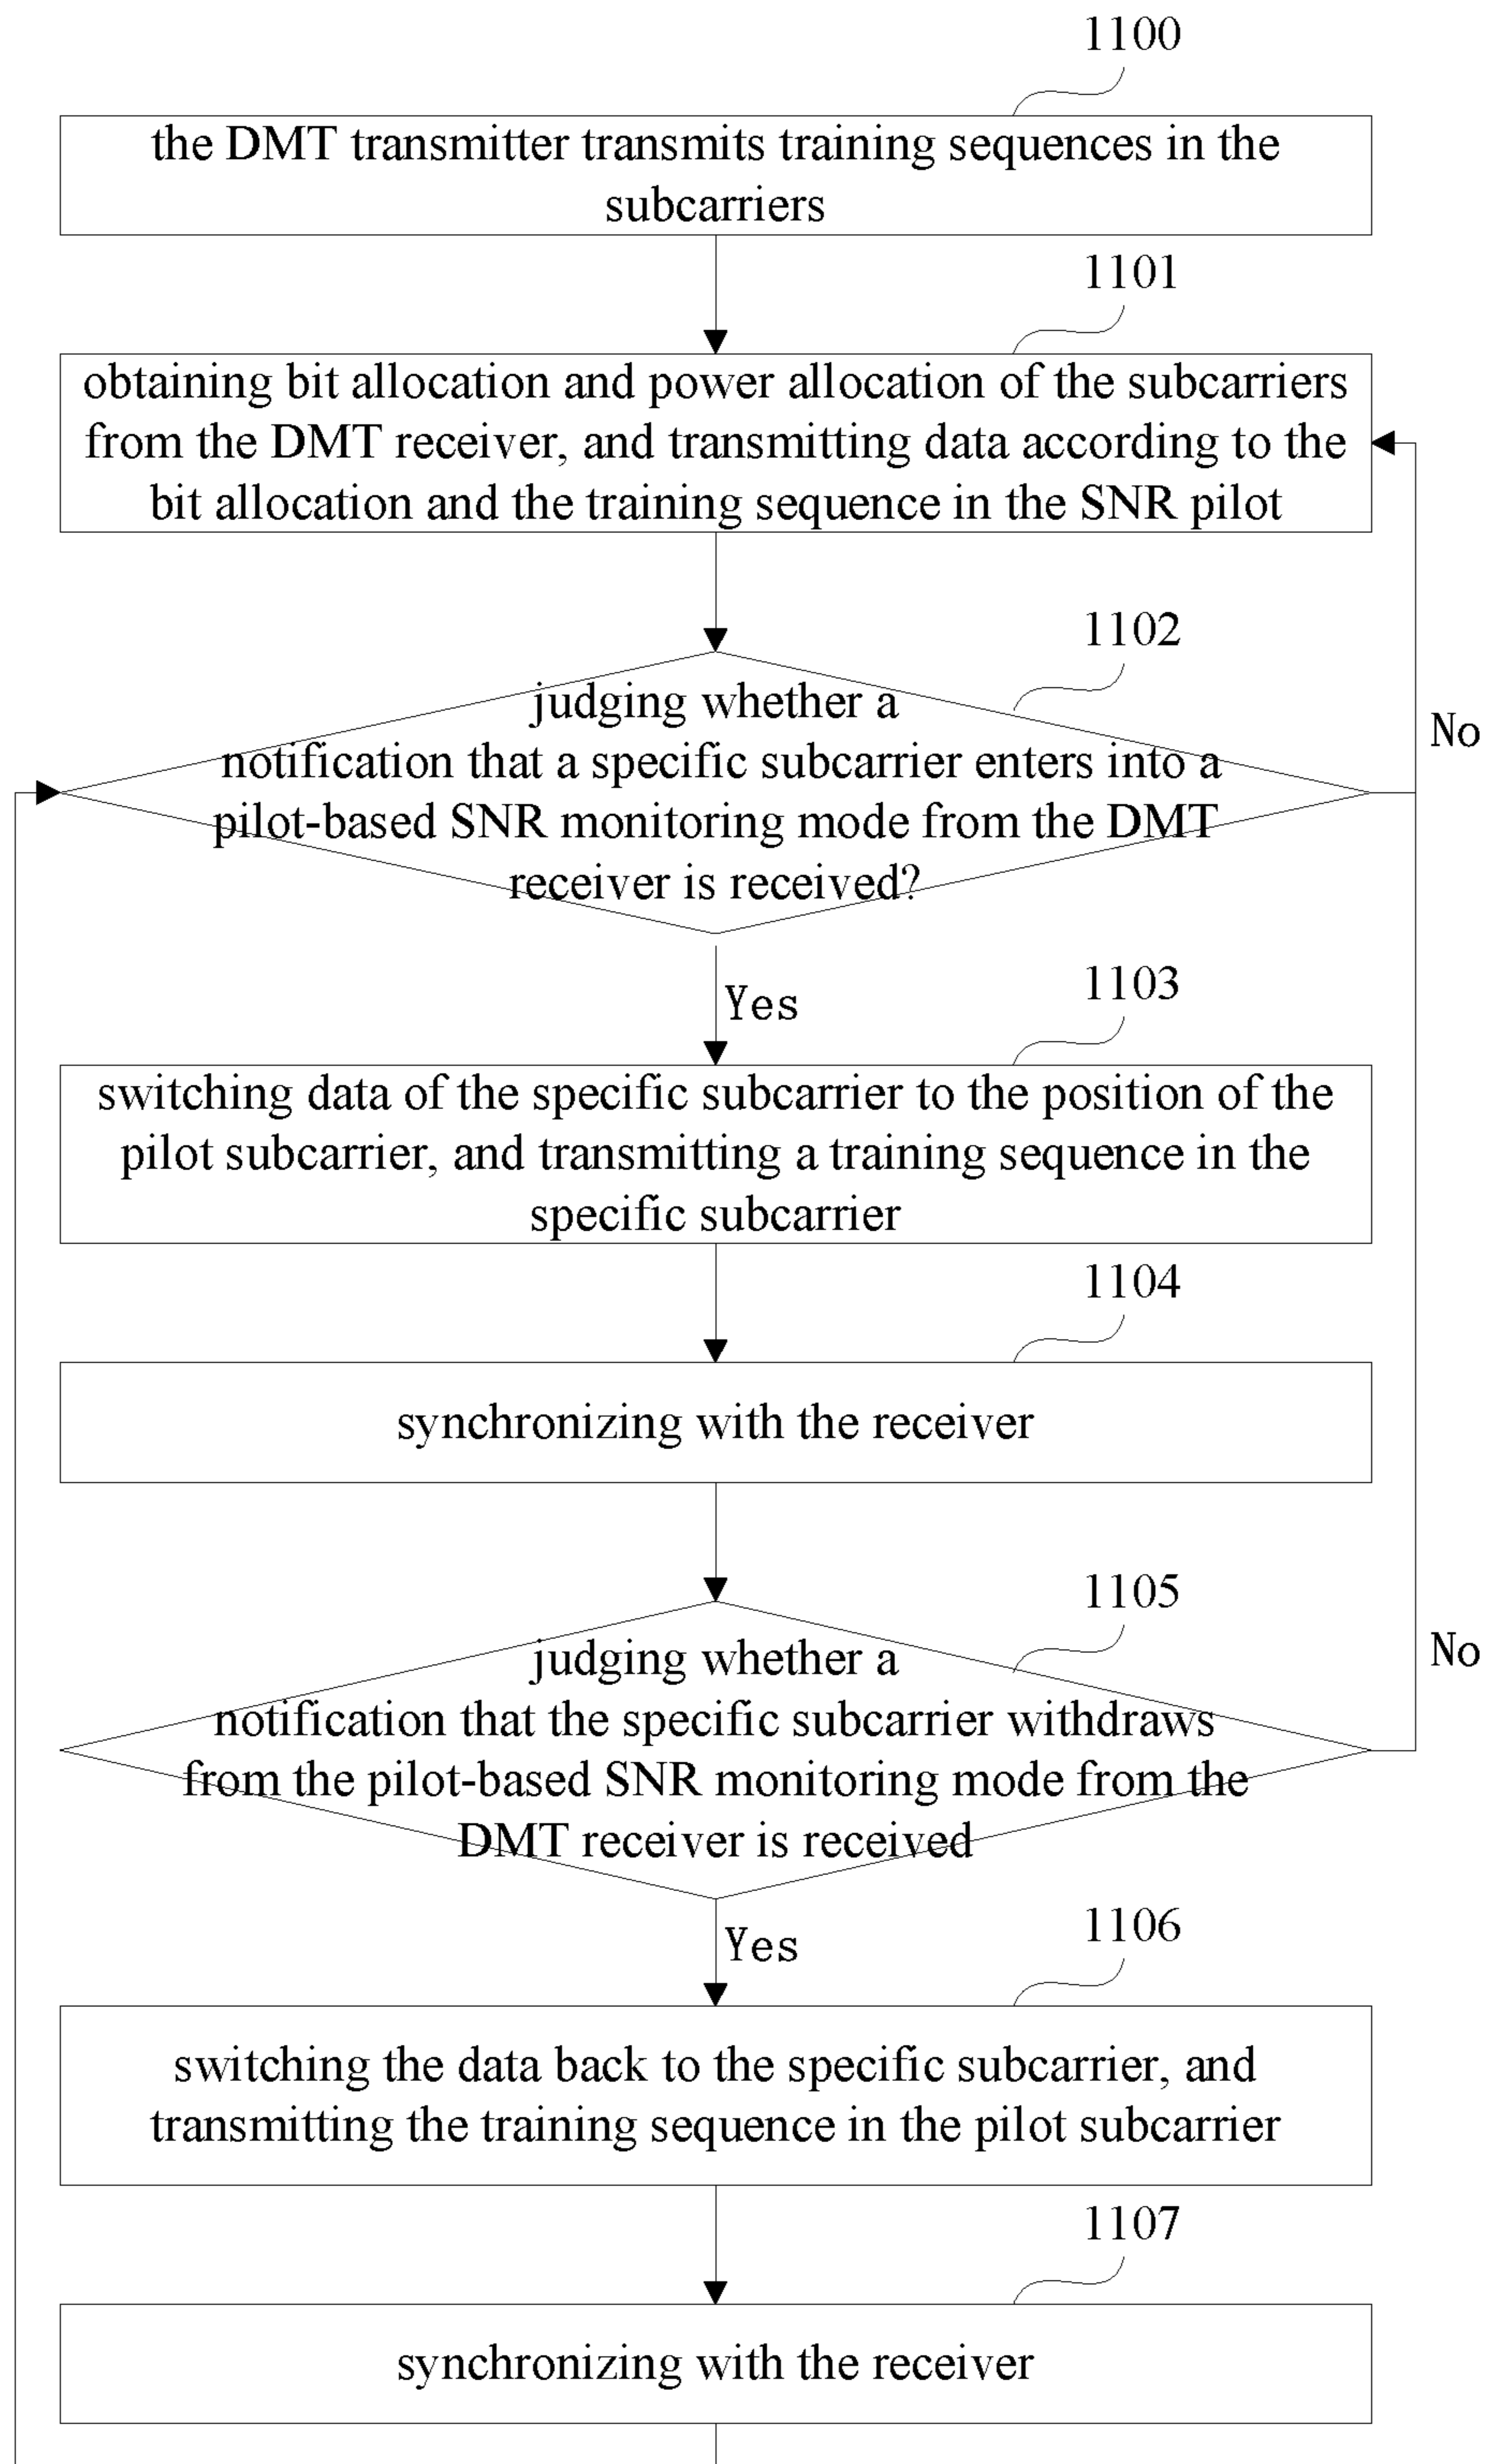 1100
the DMT transmitter transmits training sequences in the
subcarriers
1101
obtaining bit allocation and power allocation of the subcarriers
from the DMT receiver, and transmitting data according to the
bit allocation and the training sequence in the SNR pilot
1102
judging whether a
notification that a specific subcarrier enters into a
pilot-based SNR monitoring mode from the DMT
receiver is received?
No
Yes
1103
switching data of the specific subcarrier to the position of the
pilot subcarrier, and transmitting a training sequence in the
specific subcarrier
1104
synchronizing with the receiver
1105
judging whether a
notification that the specific subcarrier withdraws
from the pilot-based SNR monitoring mode from the
DMT receiver is received
No
Yes
1106
switching the data back to the specific subcarrier, and
transmitting the training sequence in the pilot subcarrier
1107
synchronizing with the receiver